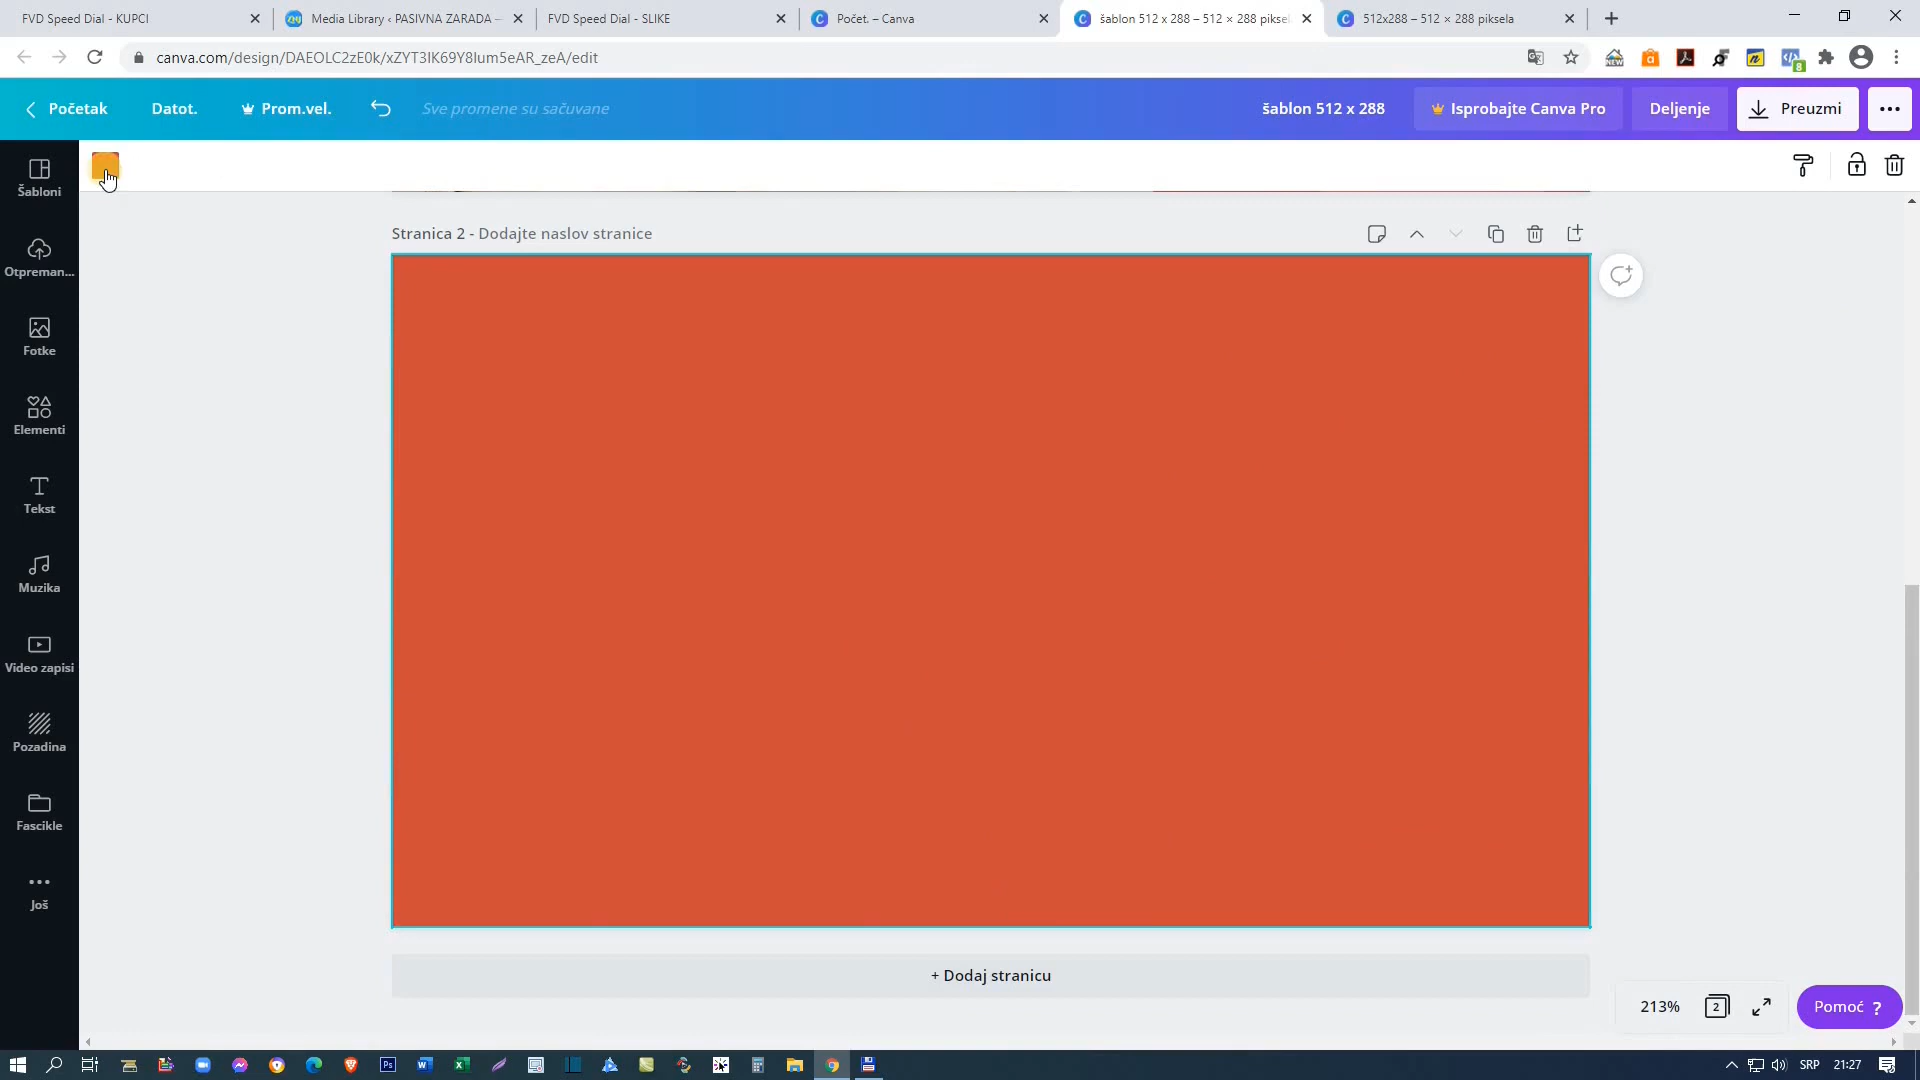 FVD Speed Dial - KUPCI
Media Library ‹ PASIVNA ZARADA –
FVD Speed Dial - SLIKE
Počet. – Canva
šablon 512 x 288 – 512 × 288 piksel
512x288 – 512 × 288 piksela
canva.com/design/DAEOLC2zE0k/xZYT3IK69Y8Ium5eAR_zeA/edit
Početak
Datot.
Prom.vel.
Sve promene su sačuvane
šablon 512 x 288
Isprobajte Canva Pro
Deljenje
Preuzmi
Šabloni
Otpreman...
Fotke
Elementi
Tekst
Muzika
Video zapisi
Pozadina
Fascikle
Još
Stranica 2 - Dodajte naslov stranice
+ Dodaj stranicu
213%
2
Pomoć ?
SRP
21:27